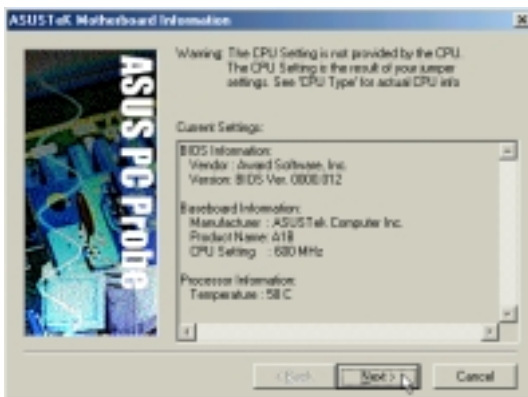 ASUSTeK Motherboard Information
ASUS PC Probe
Warning: The CPU Setting is not provided by the CPU.
The CPU Setting is the result of your jumper
settings. See 'CPU Type' for actual CPU info
Current Settings:
BIOS Information:
Vendor : Award Software, Inc.
Version: BIOS Ver. 0000.012
Baseboard Information:
Manufacturer : ASUSTek Computer Inc.
Product Name: A1B
CPU Setting : 600 MHz
Processor Information:
Temperature : 58 C
< Back
Next >
Cancel